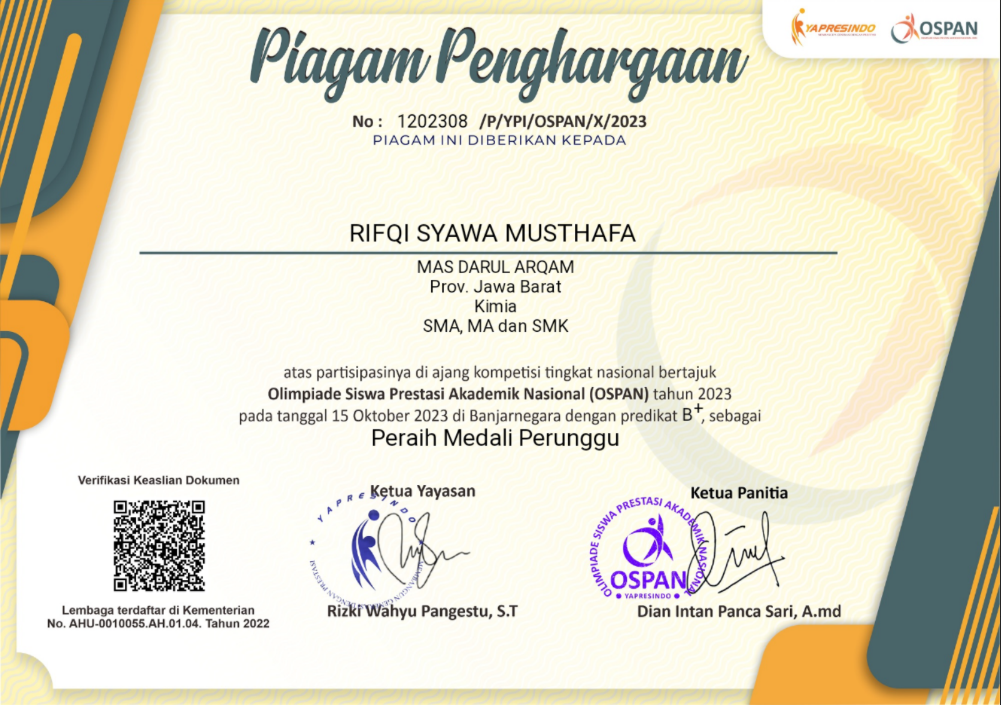 YAPRESINDO
OSPAN
Piagam Penghargaan
No : 1202308 /P/YPI/OSPAN/X/2023
PIAGAM INI DIBERIKAN KEPADA
RIFQI SYAWA MUSTHAFA
MAS DARUL ARQAM
Prov. Jawa Barat
Kimia
SMA, MA dan SMK
atas partisipasinya di ajang kompetisi tingkat nasional bertajuk
Olimpiade Siswa Prestasi Akademik Nasional (OSPAN) tahun 2023
pada tanggal 15 Oktober 2023 di Banjarnegara dengan predikat B+, sebagai
Peraih Medali Perunggu
Verifikasi Keaslian Dokumen
Lembaga terdaftar di Kementerian
No. AHU-0010055.AH.01.04. Tahun 2022
Ketua Yayasan
YAPRESINDO
Rizki Wahyu Pangestu, S.T
Ketua Panitia
OLIMPIADE SISWA PRESTASI AKADEMIK NASIONAL
OSPAN
YAPRESINDO
Dian Intan Panca Sari, A.md